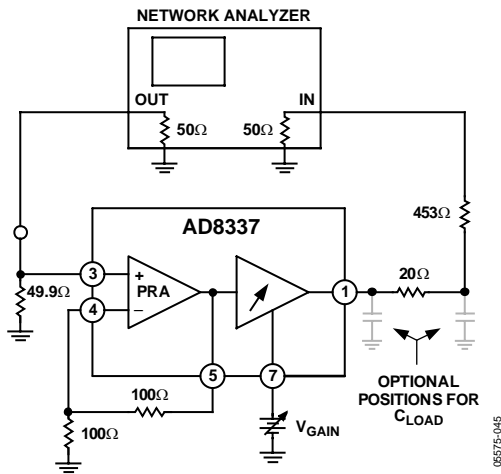 NETWORK ANALYZER
OUT
IN
50Ω
50Ω
453Ω
AD8337
20Ω
3
+
PRA
1
49.9Ω
4
–
5
7
100Ω
OPTIONAL
POSITIONS FOR
CLOAD
100Ω
VGAIN
05575-045